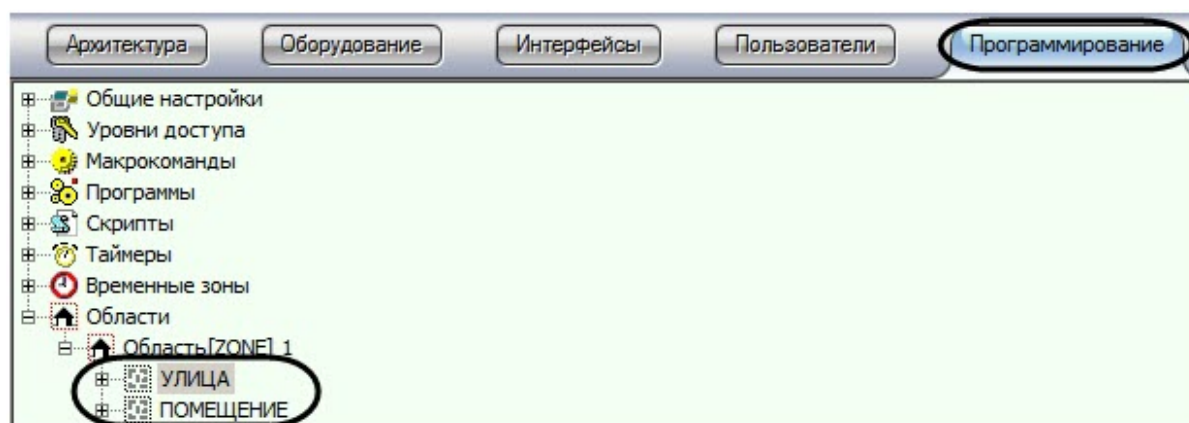 Архитектура Оборудование Интерфейсы Пользователи Программирование
Общие настройки
Уровни доступа
Макрокоманды
Программы
Скрипты
Таймеры
Временные зоны
Области
Область[ZONE] 1
УЛИЦА
ПОМЕЩЕНИЕ